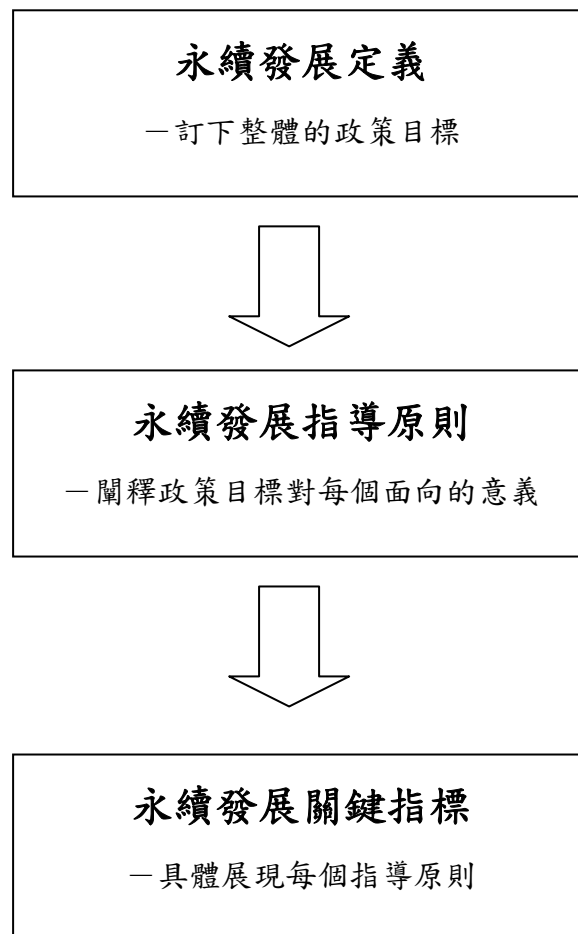 永續發展定義
－訂下整體的政策目標
永續發展指導原則
－闡釋政策目標對每個面向的意義
永續發展關鍵指標
－具體展現每個指導原則